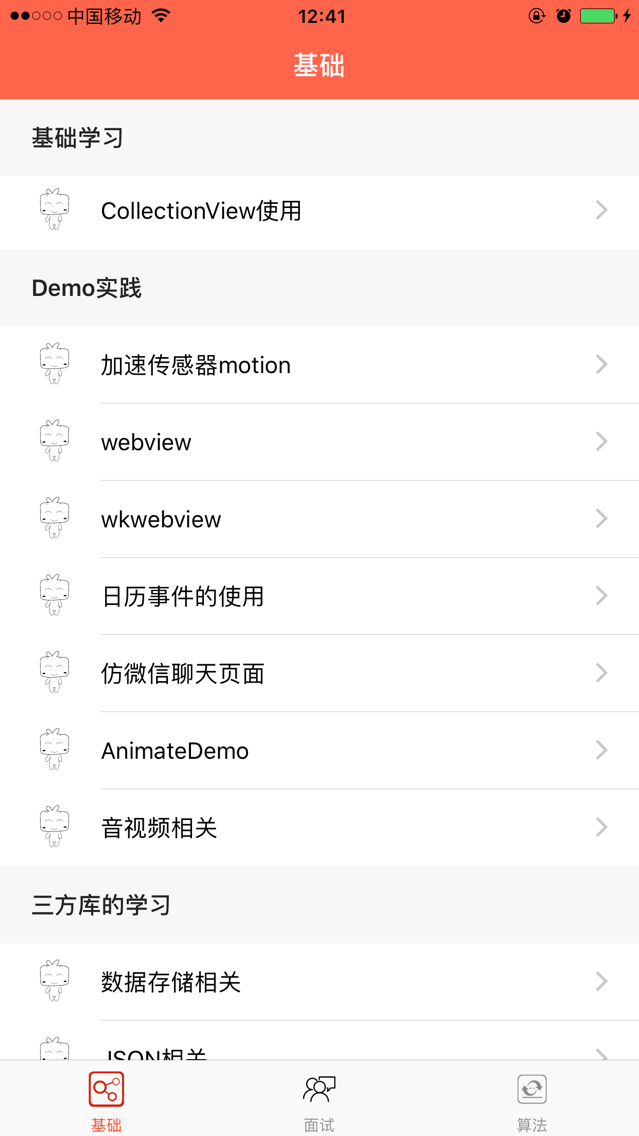 中国移动 12:41
基础
基础学习
CollectionView使用
Demo实践
加速传感器motion
webview
wkwebview
日历事件的使用
仿微信聊天页面
AnimateDemo
音视频相关
三方库的学习
数据存储相关
JSON相关
基础
面试
算法